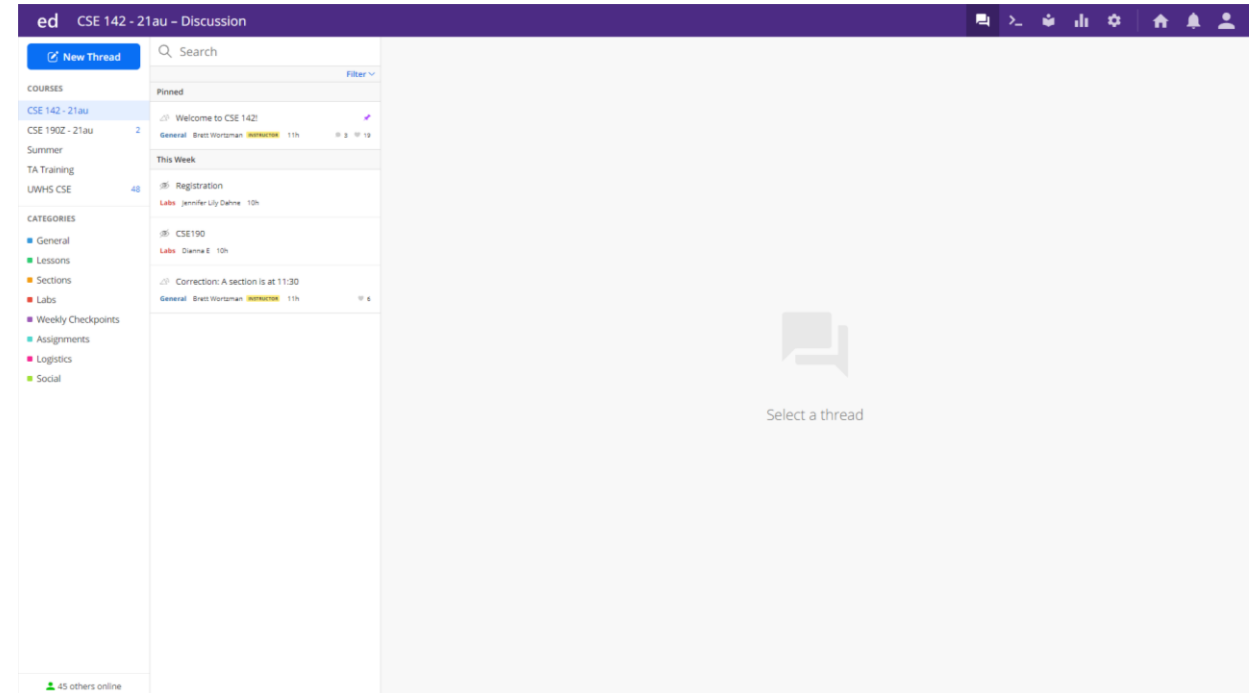 ed CSE 142 - 21au – Discussion
New Thread
COURSES
CSE 142 - 21au
CSE 190Z - 21au 2
Summer
TA Training
UWHS CSE 48
CATEGORIES
General
Lessons
Sections
Labs
Weekly Checkpoints
Assignments
Logistics
Social
45 others online
Search
Filter
Pinned
Welcome to CSE 142!
General Brett Wortzman INSTRUCTOR 11h 3 19
This Week
Registration
Labs Jennifer Lily Dahne 10h
CSE190
Labs Dianna E 10h
Correction: A section is at 11:30
General Brett Wortzman INSTRUCTOR 11h 6
Select a thread